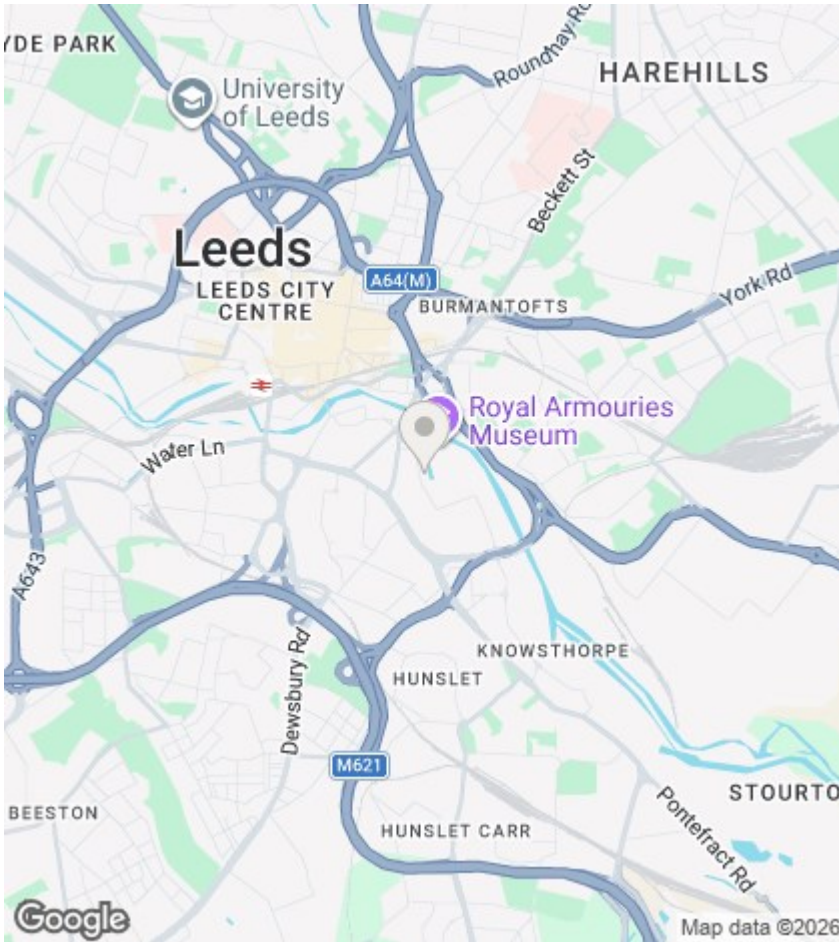 YDE PARK
Roundhay Rd
HAREHILLS
University
of Leeds
Beckett St
Leeds
LEEDS CITY
CENTRE
A64(M)
BURMANTOFTS
York Rd
Royal Armouries
Museum
Water Ln
A643
KNOWSTHORPE
Dewsbury Rd
HUNSLET
M621
STOURTO
BEESTON
HUNSLET CARR
Pontefract Rd
Google
Map data ©2026